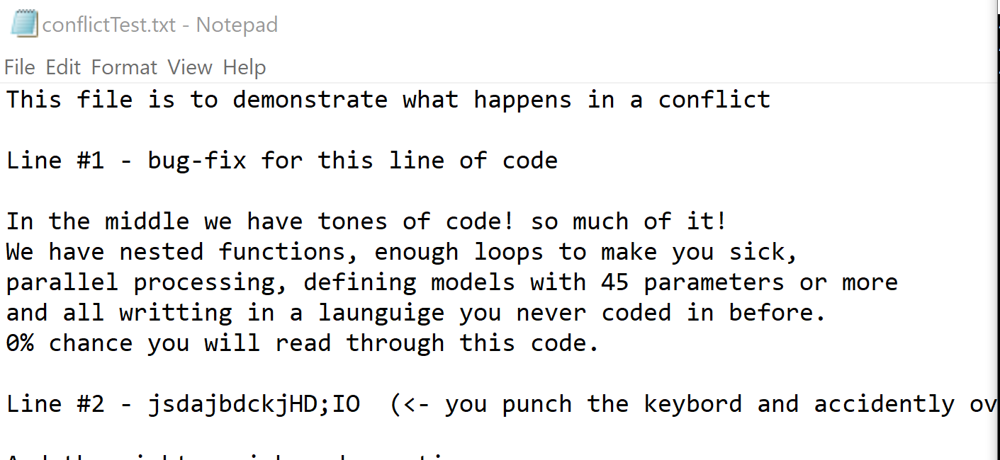 conflictTest.txt - Notepad
File Edit Format View Help
This file is to demonstrate what happens in a conflict
Line #1 - bug-fix for this line of code
In the middle we have tones of code! so much of it!
We have nested functions, enough loops to make you sick,
parallel processing, defining models with 45 parameters or more
and all writting in a launguige you never coded in before.
0% chance you will read through this code.
Line #2 - jsdajbdckjHD;IO  (<- you punch the keybord and accidently ov